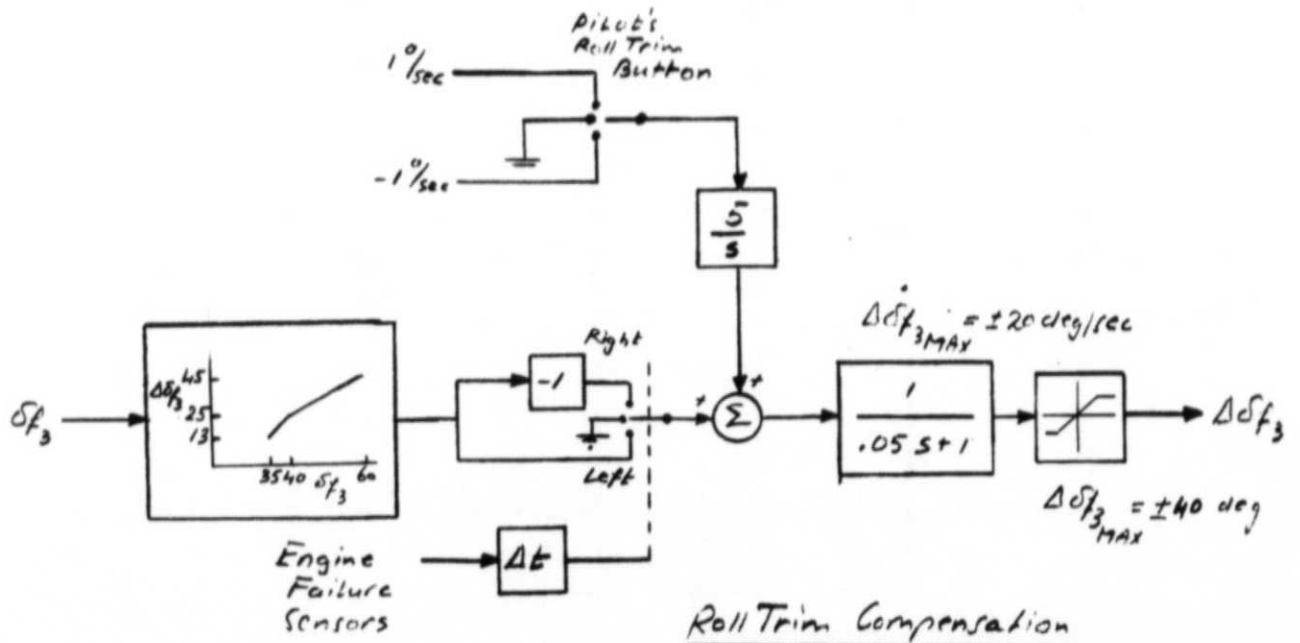 Pilot's
Roll Trim
Button
1°/sec
-1°/sec
5/s
Δδ̇f3MAX = ±20 deg/sec
Right
-1
Δδf3
45
25
13
35 40 δf3 60
δf3
+
+
Σ
1
.05 s+1
Δδf3
Left
Δδf3MAX = ±40 deg
Engine
Failure
Sensors
Δt
Roll Trim Compensation